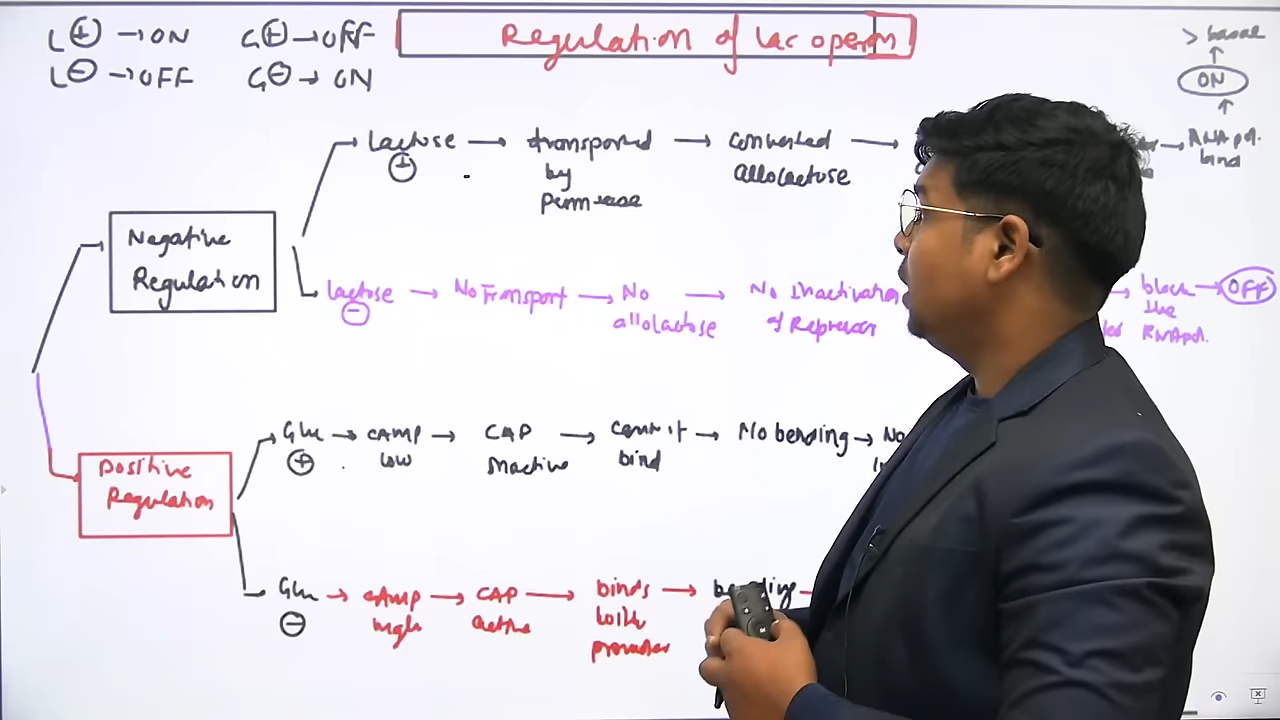 L⊕ → ON G⊕ → OFF
L⊖ → OFF G⊖ → ON
Regulation of lac operon
> basal
↑
ON
↑
Lactose → transported → converted → → RNA pol.
⊕ by allolactose bind
permease
Negative
Regulation
lactose → No Transport → No → No Inactivation → block → OFF
⊖ allolactose of Repressor the
RNA pol.
Glu → cAMP → CAP → can't → No bending → No
⊕ low Inactive bind
Positive
Regulation
Glu → cAMP → CAP → binds → bending →
⊖ high active with
promoter